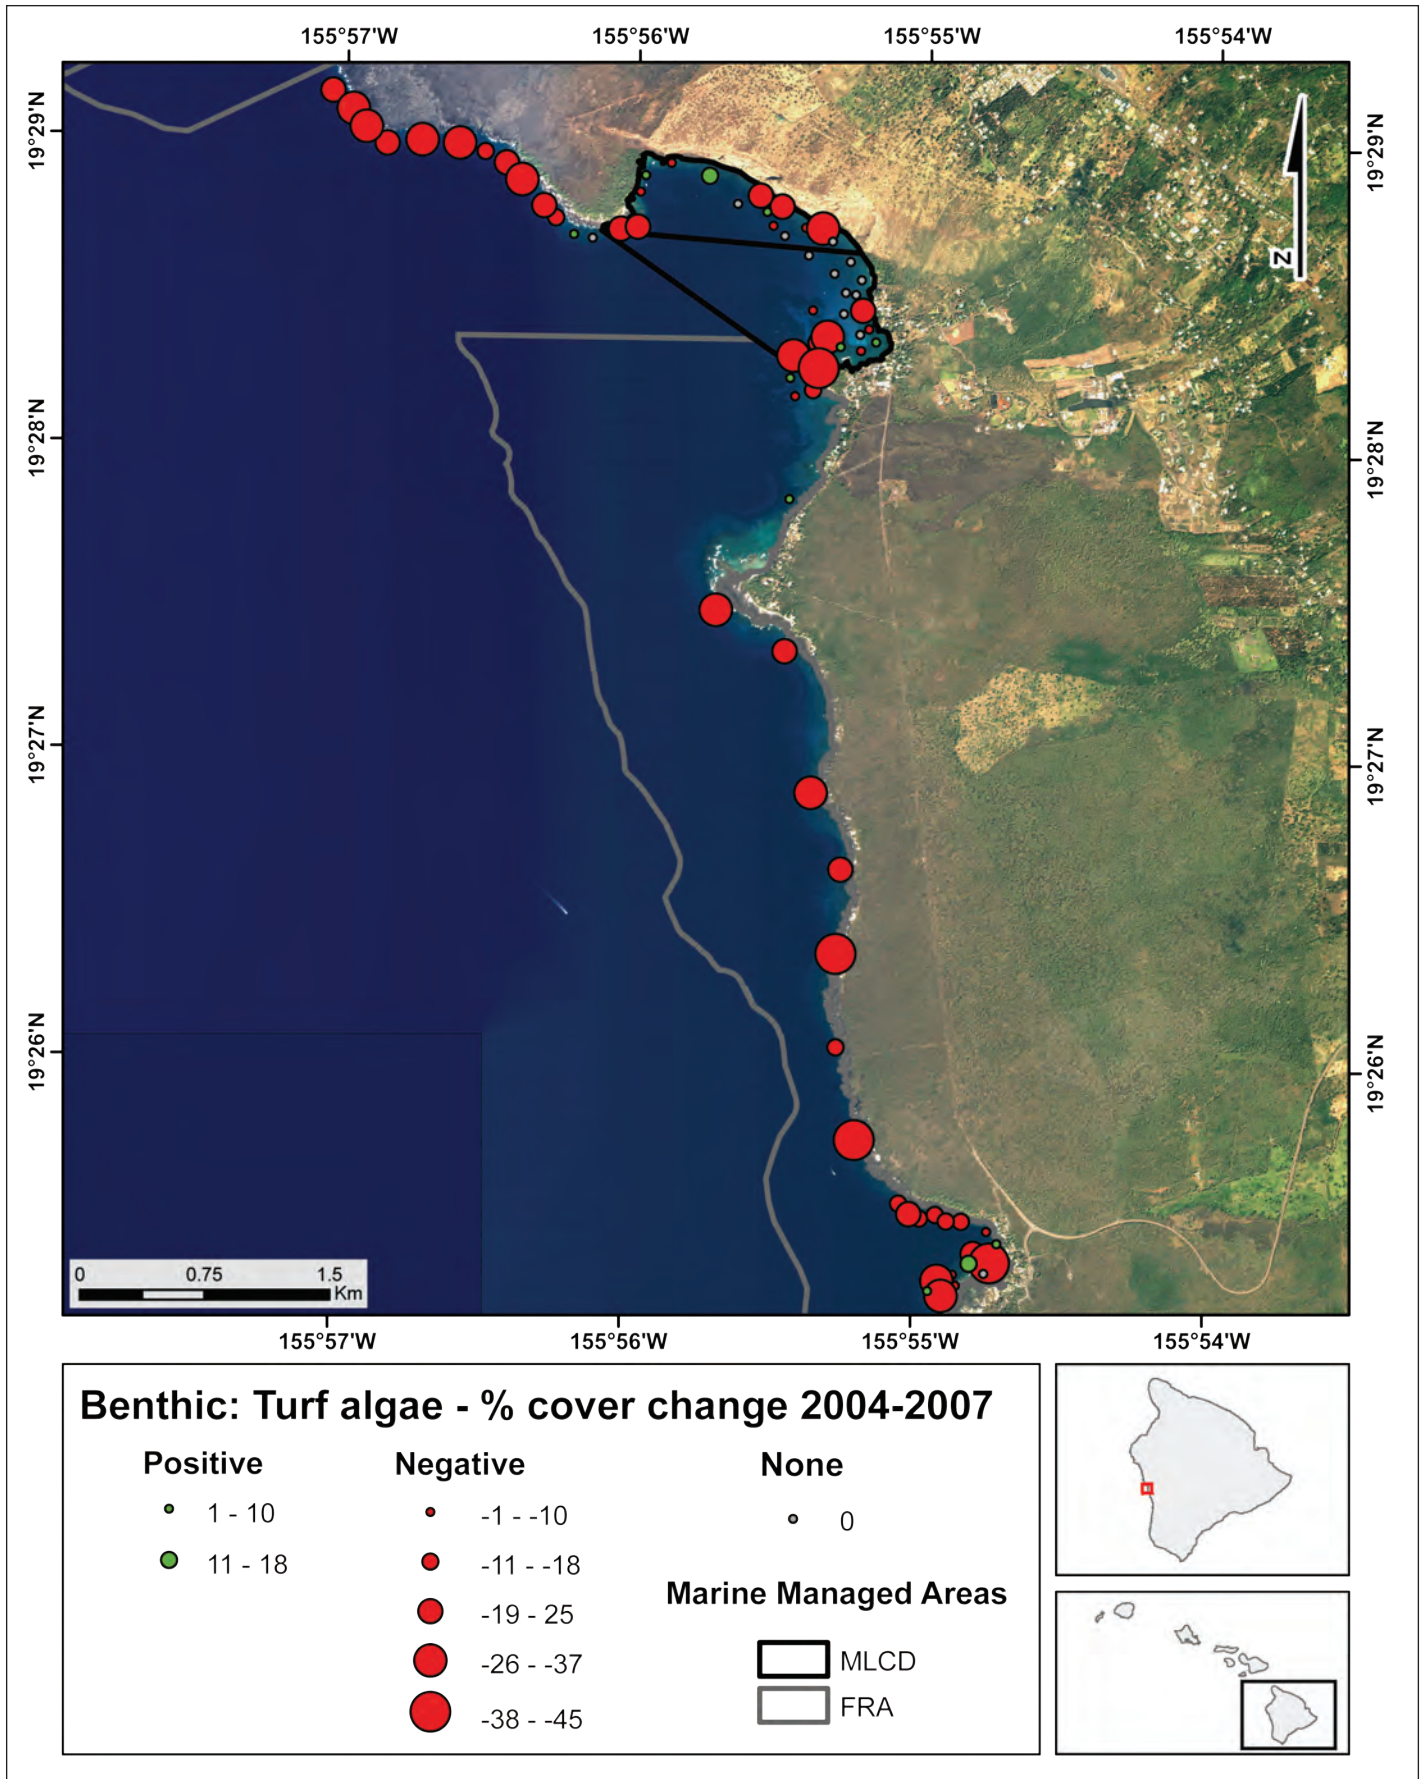 155°57'W 155°56'W 155°55'W 155°54'W
19°29'N 19°29'N
N
19°28'N 19°28'N
19°27'N 19°27'N
19°26'N 19°26'N
0 0.75 1.5
Km
155°57'W 155°56'W 155°55'W 155°54'W
Benthic: Turf algae - % cover change 2004-2007
Positive Negative None
1 - 10 -1 - -10 0
11 - 18 -11 - -18
Marine Managed Areas
-19 - 25
-26 - -37 MLCD
-38 - -45 FRA